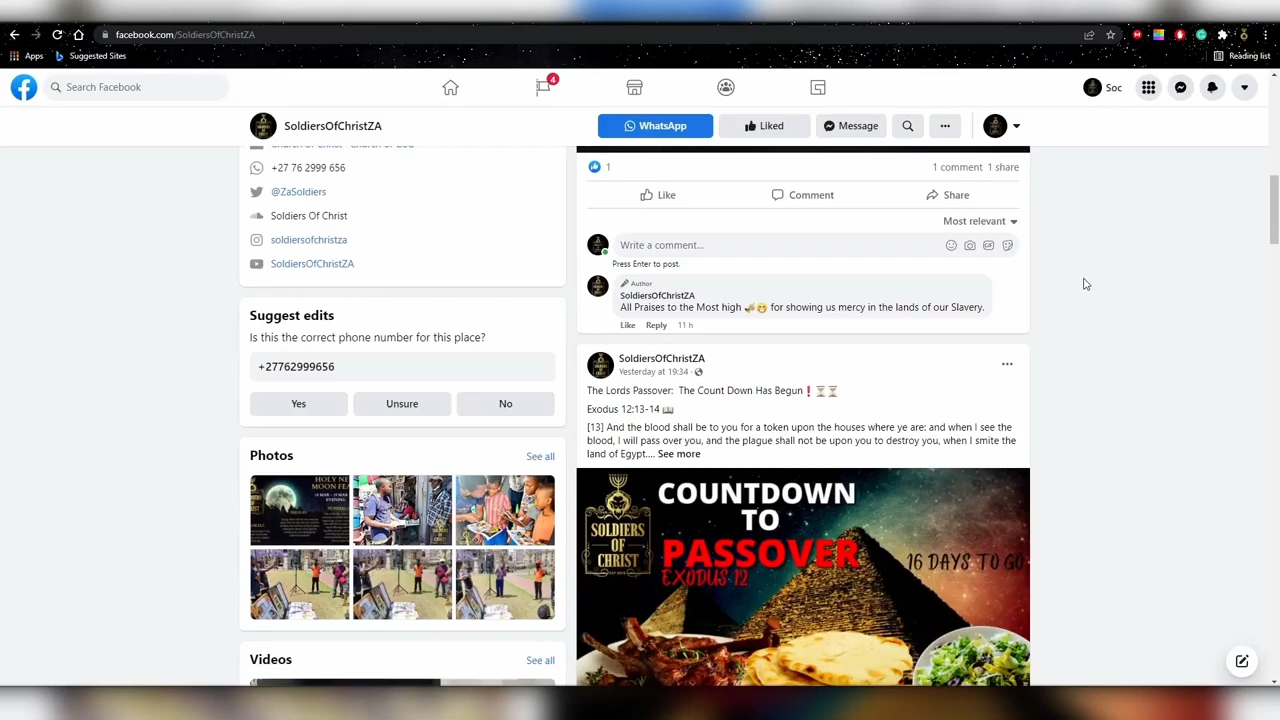 facebook.com/SoldiersOfChristZA
Apps
Suggested Sites
Reading list
Search Facebook
4
Soc
SoldiersOfChristZA
WhatsApp
Liked
Message
+27 76 2999 656
@ZaSoldiers
Soldiers Of Christ
soldiersofchristza
SoldiersOfChristZA
Suggest edits
Is this the correct phone number for this place?
+27762999656
Yes
Unsure
No
Photos
See all
HOLY NE
MOON FEA
SOLDIERS
Videos
See all
1
1 comment 1 share
Like
Comment
Share
Most relevant
Write a comment...
GIF
Press Enter to post.
Author
SoldiersOfChristZA
All Praises to the Most high for showing us mercy in the lands of our Slavery.
Like Reply 11 h
SoldiersOfChristZA
Yesterday at 19:34 ·
The Lords Passover: The Count Down Has Begun❗⏳⏳
Exodus 12:13-14 📖
[13] And the blood shall be to you for a token upon the houses where ye are: and when I see the
blood, I will pass over you, and the plague shall not be upon you to destroy you, when I smite the
land of Egypt.... See more
SOLDIERS
OF
CHRIST
COUNTDOWN
TO
PASSOVER
EXODUS 12
16 DAYS TO GO